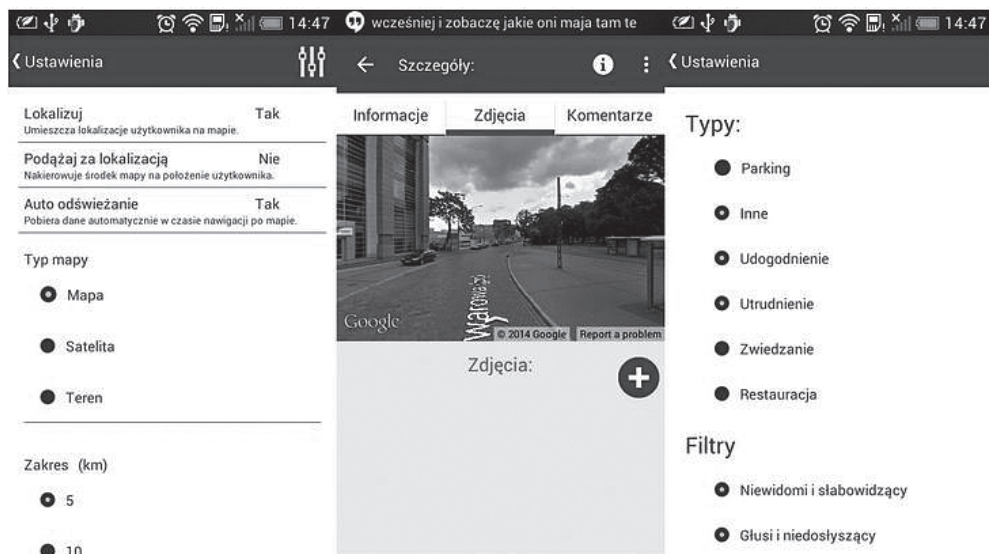 14:47
Ustawienia
Lokalizuj Tak
Umieszcza lokalizacje użytkownika na mapie.
Podążaj za lokalizacją Nie
Nakierowuje środek mapy na położenie użytkownika.
Auto odświeżanie Tak
Pobiera dane automatycznie w czasie nawigacji po mapie.
Typ mapy
Mapa
Satelita
Teren
Zakres (km)
5
10
wcześniej i zobaczę jakie oni maja tam te
Szczegóły:
Informacje Zdjęcia Komentarze
Google
© 2014 Google Report a problem
Zdjęcia:
14:47
Ustawienia
Typy:
Parking
Inne
Udogodnienie
Utrudnienie
Zwiedzanie
Restauracja
Filtry
Niewidomi i słabowidzący
Głusi i niedosłyszący